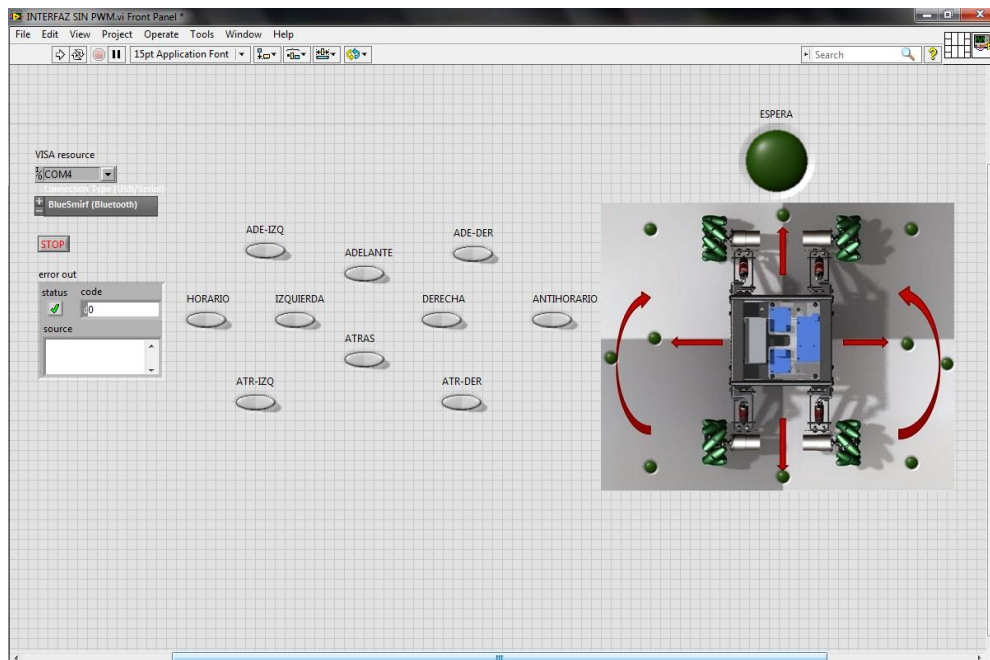 INTERFAZ SIN PWM.vi Front Panel *
File Edit View Project Operate Tools Window Help
15pt Application Font
Search
ESPERA
VISA resource
COM4
Connection Type (USB/Serial)
BlueSmirf (Bluetooth)
STOP
ADE-IZQ
ADELANTE
ADE-DER
error out
status code
0
source
HORARIO IZQUIERDA DERECHA ANTIHORARIO
ATRAS
ATR-IZQ ATR-DER